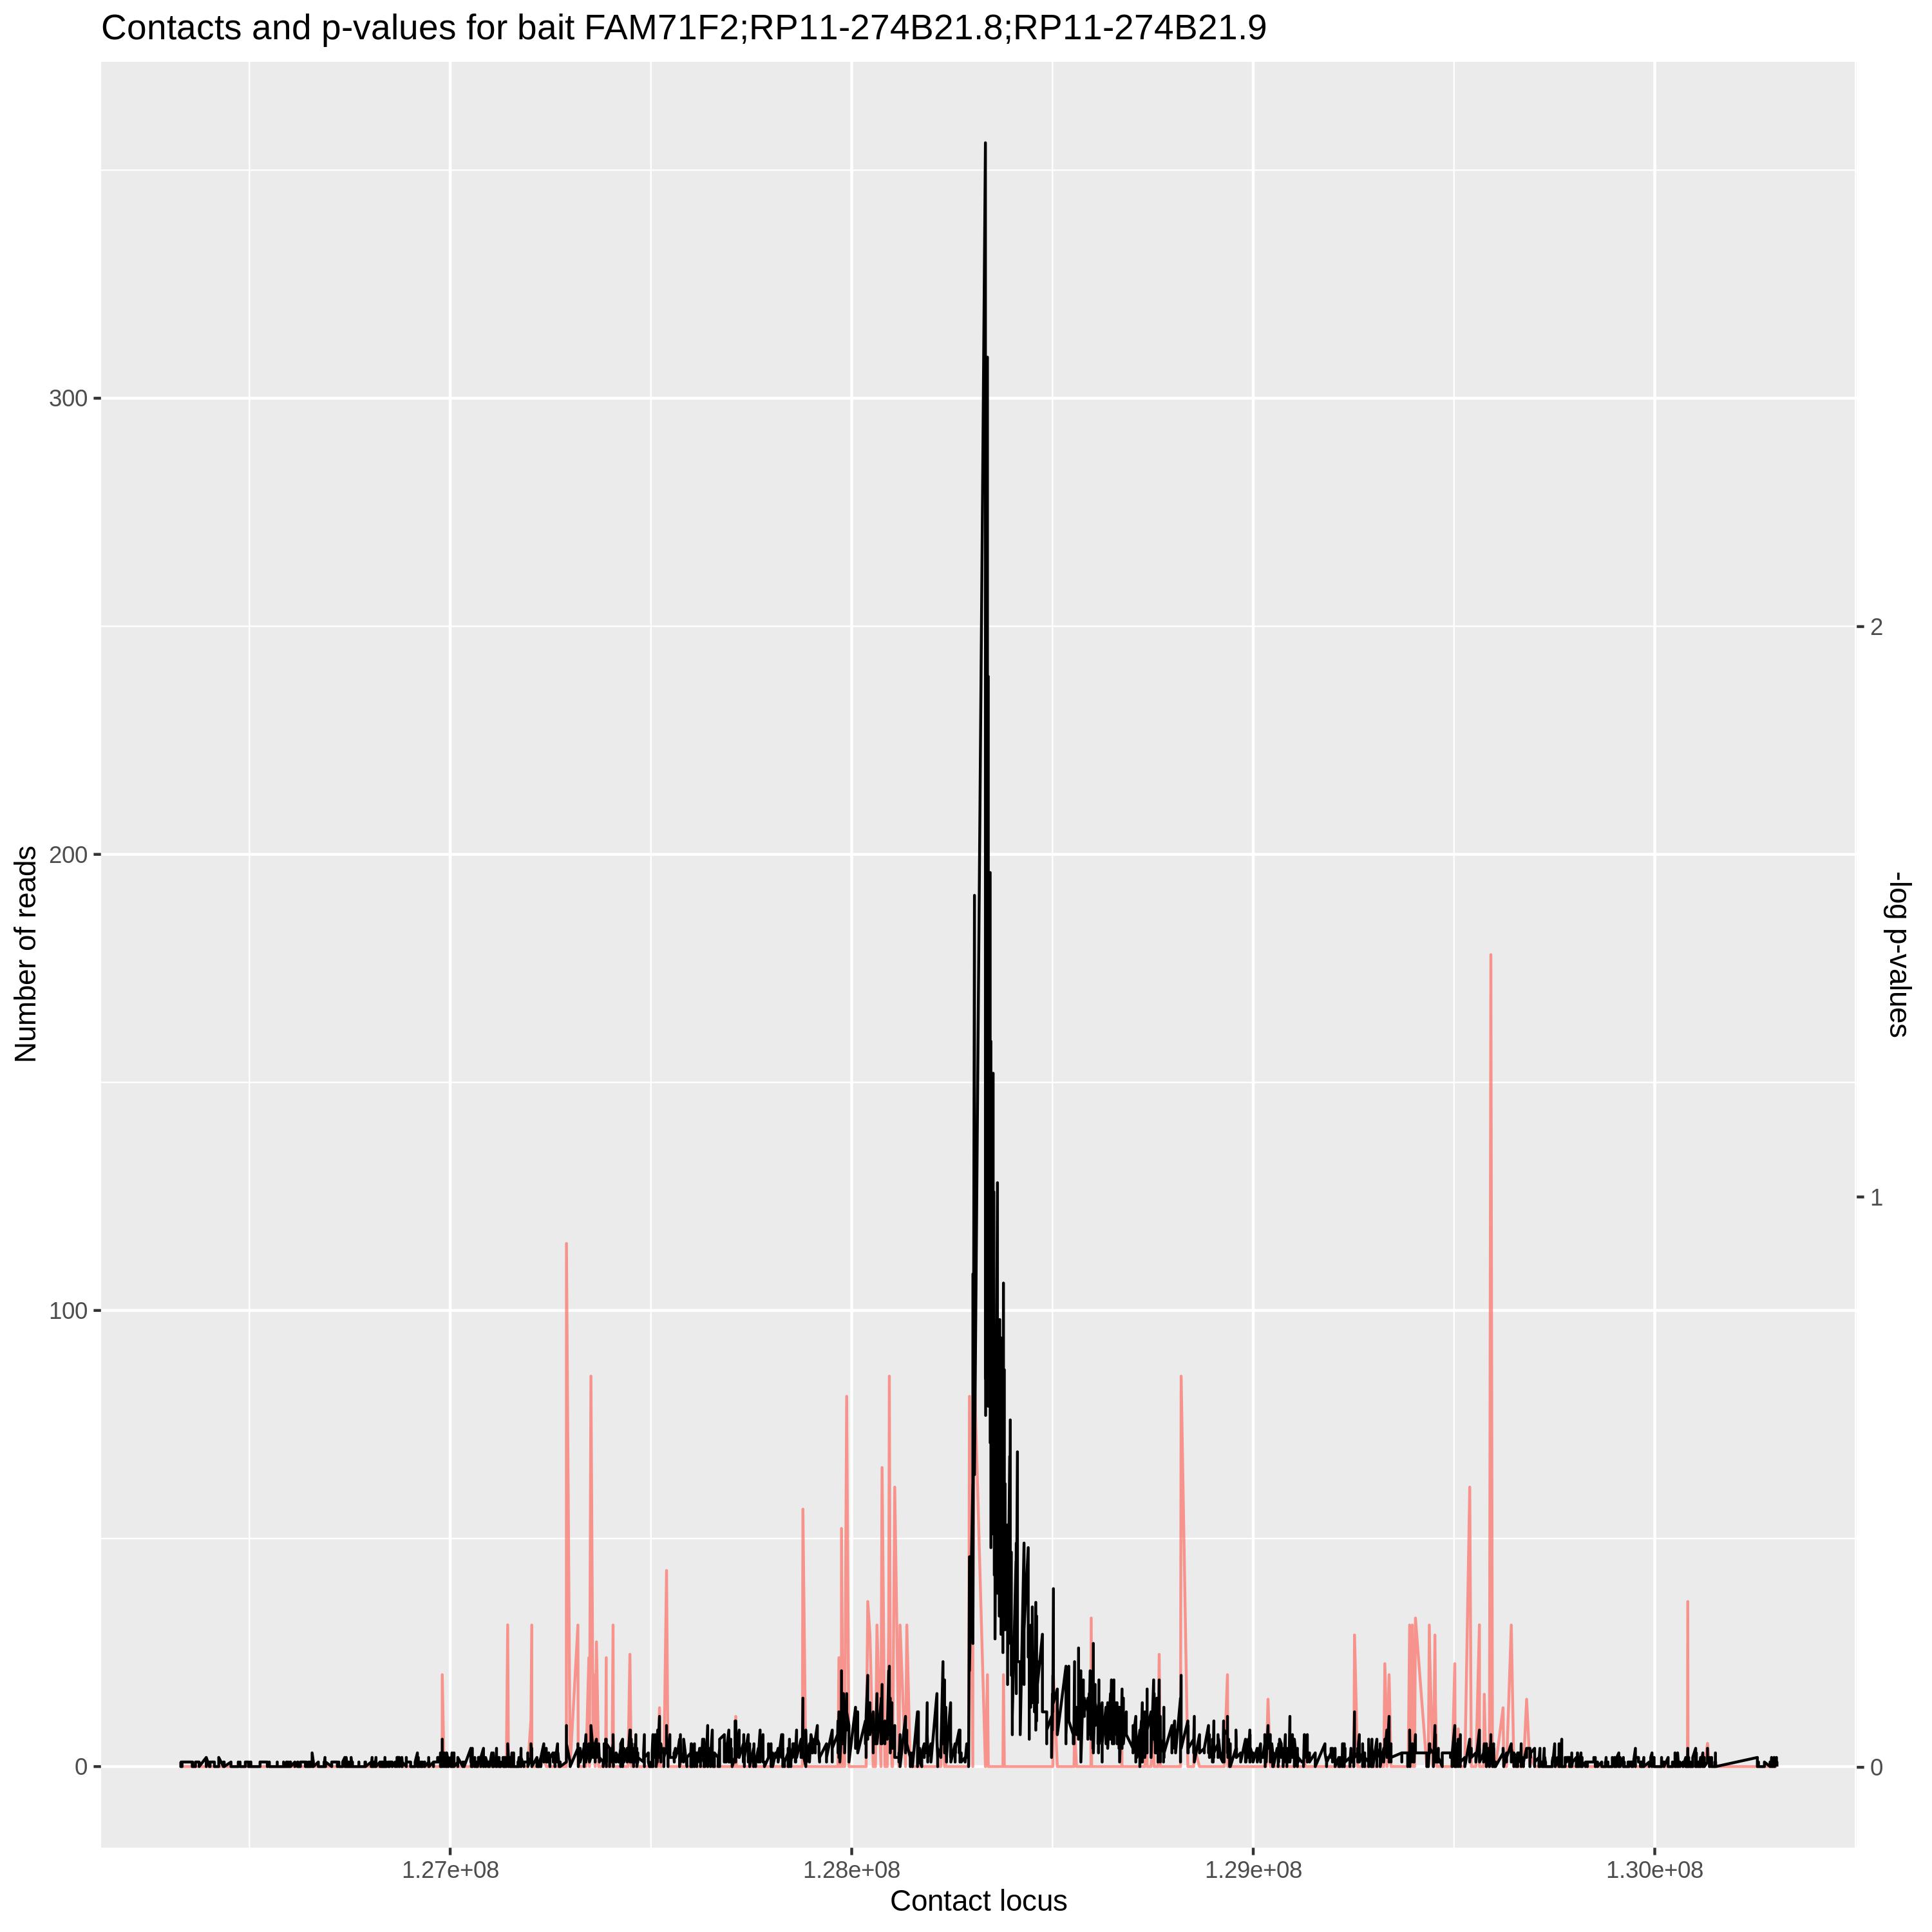 Contacts and p-values for bait FAM71F2;RP11-274B21.8;RP11-274B21.9
300
200
100
0
Number of reads
2
1
0
-log p-values
1.27e+08
1.28e+08
1.29e+08
1.30e+08
Contact locus